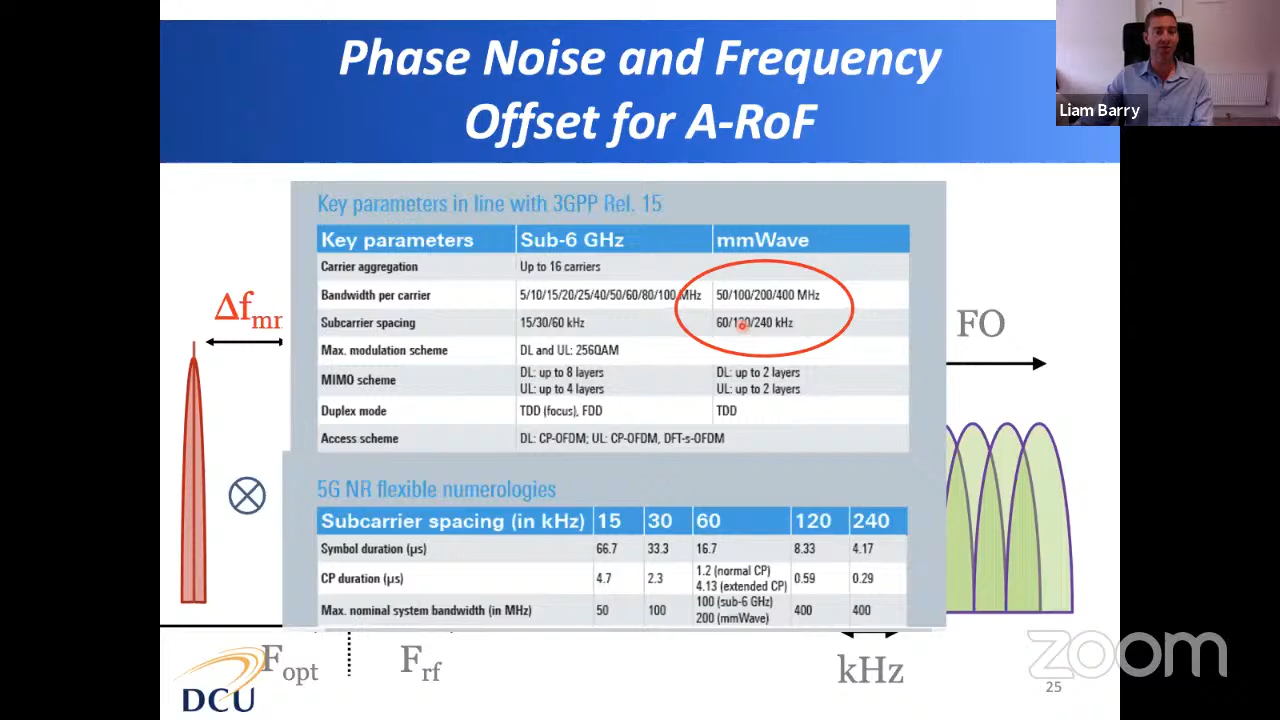 Phase Noise and Frequency
Offset for A-RoF
Liam Barry
Key parameters in line with 3GPP Rel. 15
Key parameters Sub-6 GHz mmWave
Carrier aggregation Up to 16 carriers
Bandwidth per carrier 5/10/15/20/25/40/50/60/80/100 MHz 50/100/200/400 MHz
Subcarrier spacing 15/30/60 kHz 60/120/240 kHz
Max. modulation scheme DL and UL: 256QAM
MIMO scheme DL: up to 8 layers DL: up to 2 layers
UL: up to 4 layers UL: up to 2 layers
Duplex mode TDD (focus), FDD TDD
Access scheme DL: CP-OFDM; UL: CP-OFDM, DFT-s-OFDM
Δfmr
FO
5G NR flexible numerologies
Subcarrier spacing (in kHz) 15 30 60 120 240
Symbol duration (µs) 66.7 33.3 16.7 8.33 4.17
CP duration (µs) 4.7 2.3 1.2 (normal CP) 0.59 0.29
4.13 (extended CP)
Max. nominal system bandwidth (in MHz) 50 100 100 (sub-6 GHz) 400 400
200 (mmWave)
Fopt Frf kHz
DCU
zoom
25